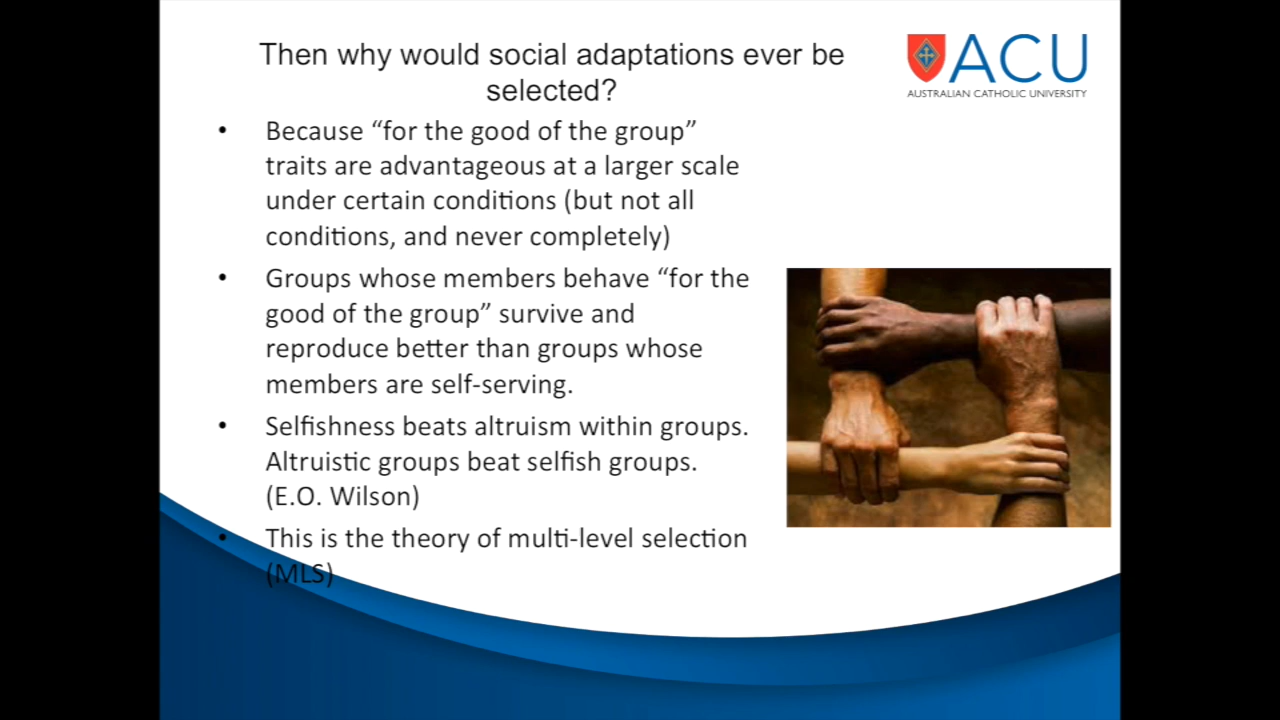 Then why would social adaptations ever be
selected?
ACU
AUSTRALIAN CATHOLIC UNIVERSITY
• Because “for the good of the group”
traits are advantageous at a larger scale
under certain conditions (but not all
conditions, and never completely)
• Groups whose members behave “for the
good of the group” survive and
reproduce better than groups whose
members are self-serving.
• Selfishness beats altruism within groups.
Altruistic groups beat selfish groups.
(E.O. Wilson)
• This is the theory of multi-level selection
(MLS)